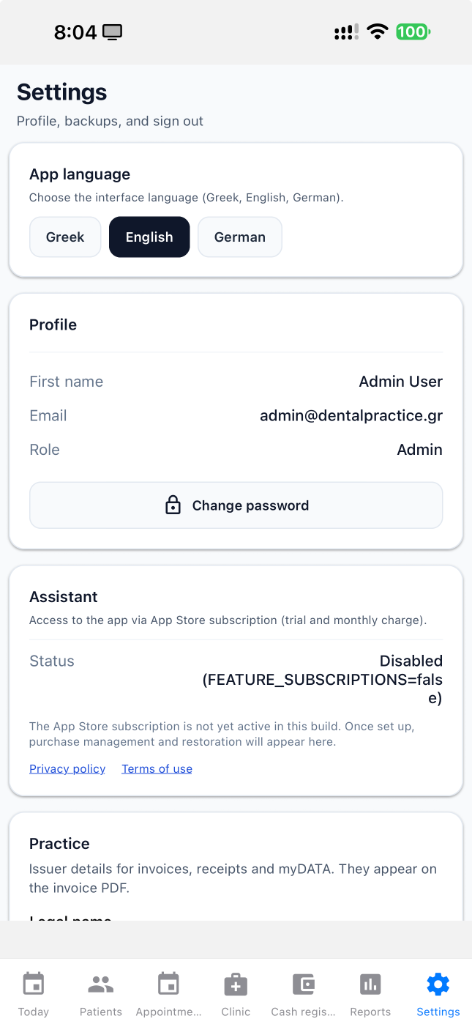 8:04
100
Settings
Profile, backups, and sign out
App language
Choose the interface language (Greek, English, German).
Greek English German
Profile
First name Admin User
Email admin@dentalpractice.gr
Role Admin
Change password
Assistant
Access to the app via App Store subscription (trial and monthly charge).
Status Disabled
(FEATURE_SUBSCRIPTIONS=fals
e)
The App Store subscription is not yet active in this build. Once set up,
purchase management and restoration will appear here.
Privacy policy Terms of use
Practice
Issuer details for invoices, receipts and myDATA. They appear on
the invoice PDF.
Legal name
Today Patients Appointme... Clinic Cash regis... Reports Settings